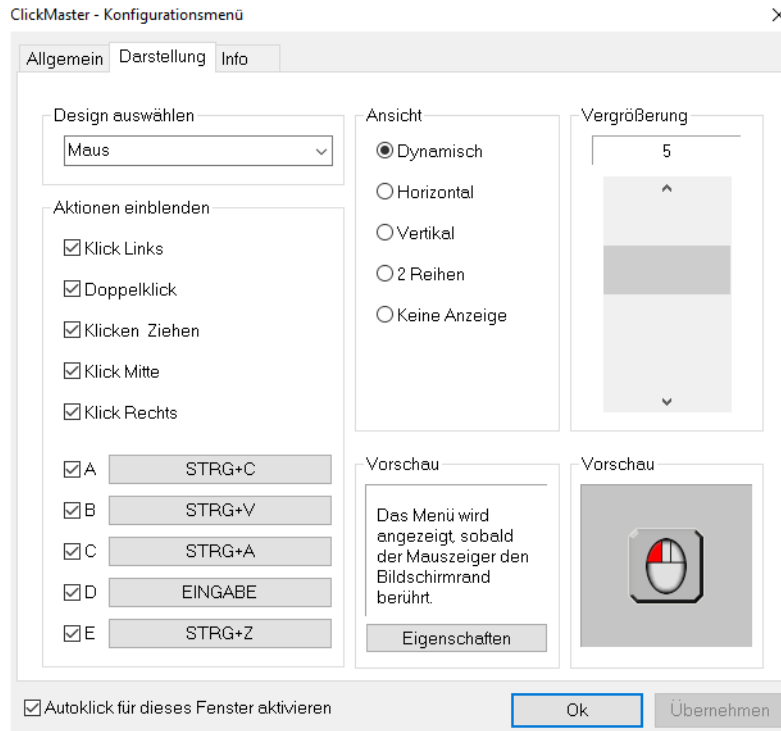 ClickMaster - Konfigurationsmenü
Allgemein Darstellung Info
Design auswählen
Maus
Aktionen einblenden
Klick Links
Doppelklick
Klicken Ziehen
Klick Mitte
Klick Rechts
A STRG+C
B STRG+V
C STRG+A
D EINGABE
E STRG+Z
Ansicht
Dynamisch
Horizontal
Vertikal
2 Reihen
Keine Anzeige
Vergrößerung
5
Vorschau
Das Menü wird
angezeigt, sobald
der Mauszeiger den
Bildschirmrand
berührt.
Eigenschaften
Vorschau
Autoklick für dieses Fenster aktivieren
Ok
Übernehmen